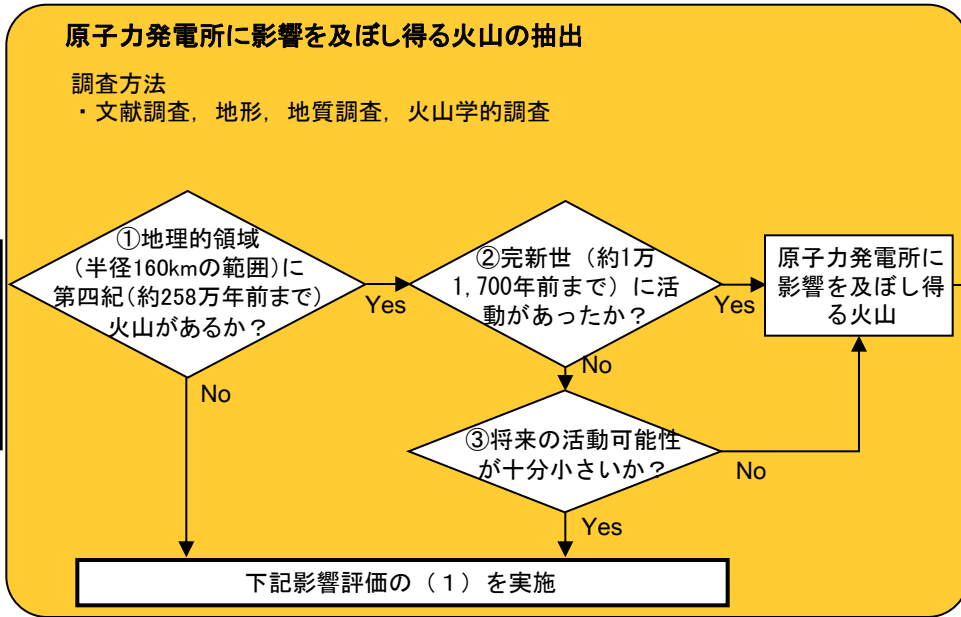 原子力発電所に影響を及ぼし得る火山の抽出
調査方法
・文献調査，地形，地質調査，火山学的調査
①地理的領域
（半径160kmの範囲）に
第四紀（約258万年前まで）
火山があるか？
Yes
②完新世（約1万
1,700年前まで）に活
動があったか？
Yes
原子力発電所に
影響を及ぼし得
る火山
No
No
③将来の活動可能性
が十分小さいか？
No
Yes
下記影響評価の（１）を実施